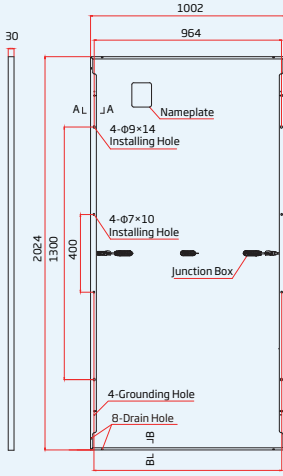 1002
30
964
A
A
Nameplate
4-Φ9×14
Installing Hole
4-Φ7×10
Installing Hole
2024
1300
400
Junction Box
4-Grounding Hole
8-Drain Hole
B
B